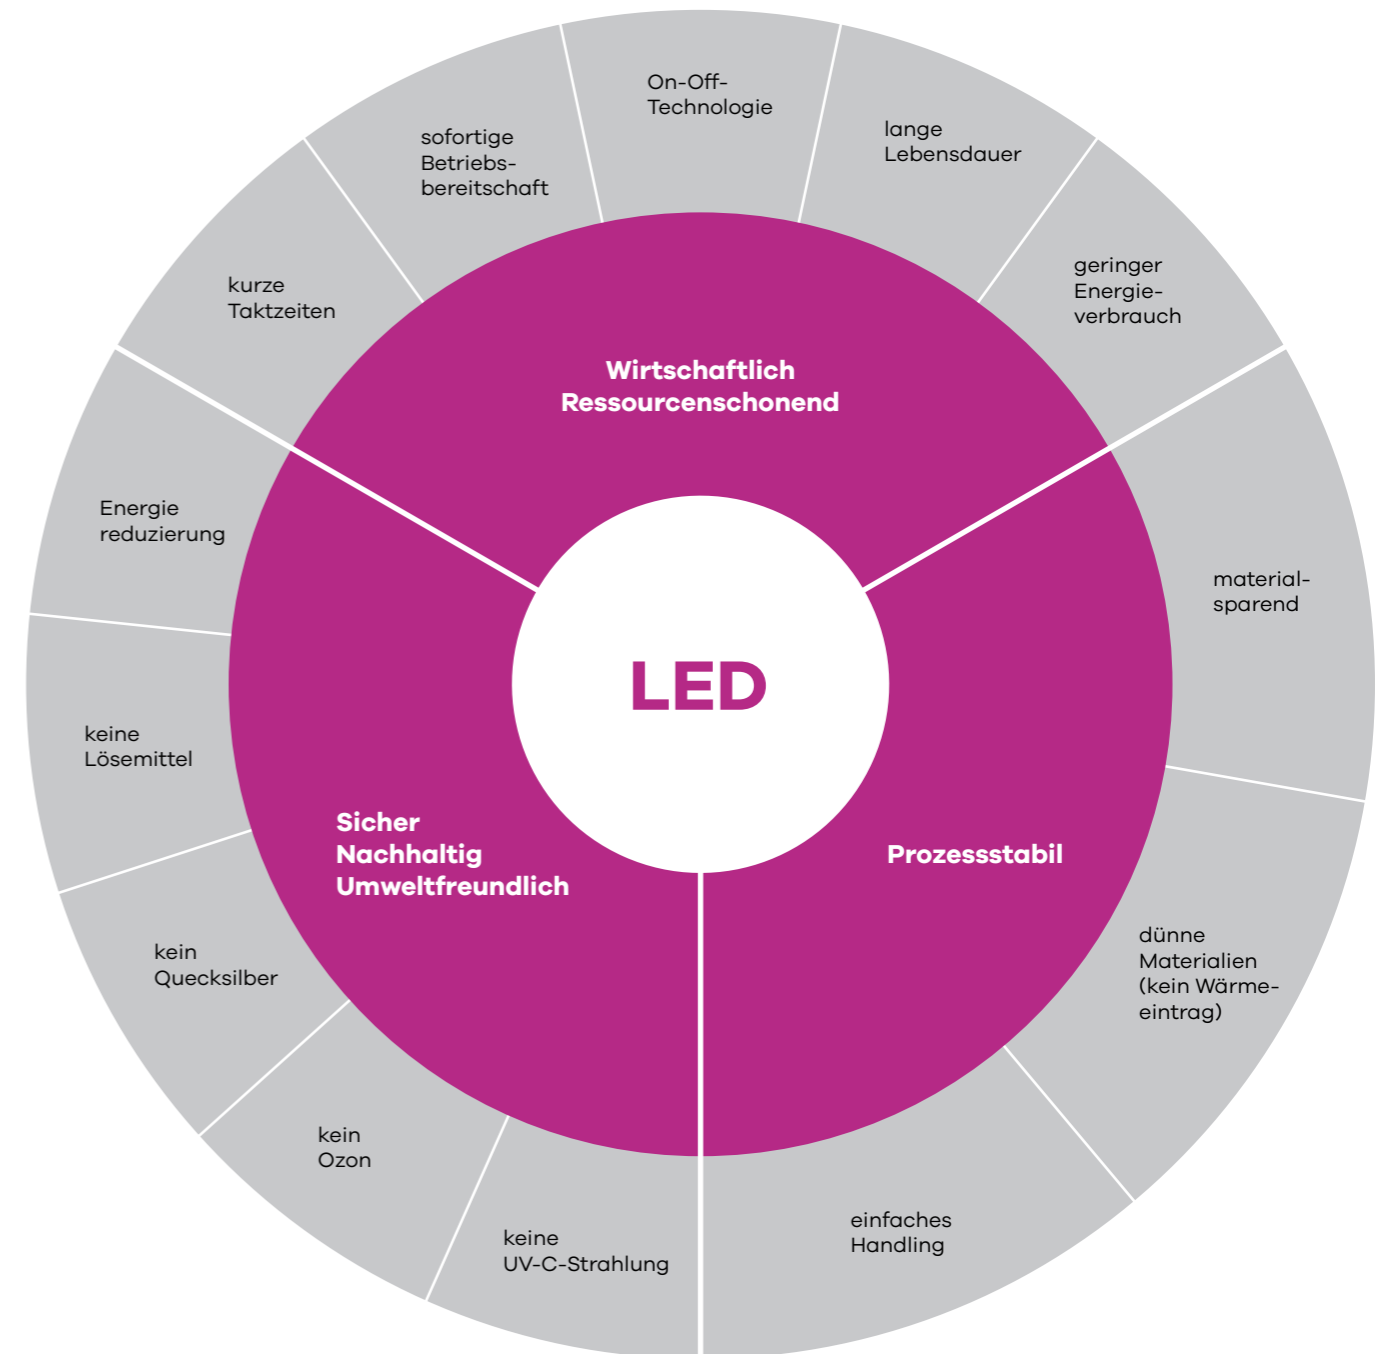 On-Off-
Technologie
lange
Lebensdauer
geringer
Energie-
verbrauch
material-
sparend
dünne
Materialien
(kein Wärme-
eintrag)
einfaches
Handling
keine
UV-C-Strahlung
kein
Ozon
kein
Quecksilber
keine
Lösemittel
Energie
reduzierung
kurze
Taktzeiten
sofortige
Betriebs-
bereitschaft
Wirtschaftlich
Ressourcenschonend
Prozessstabil
Sicher
Nachhaltig
Umweltfreundlich
LED